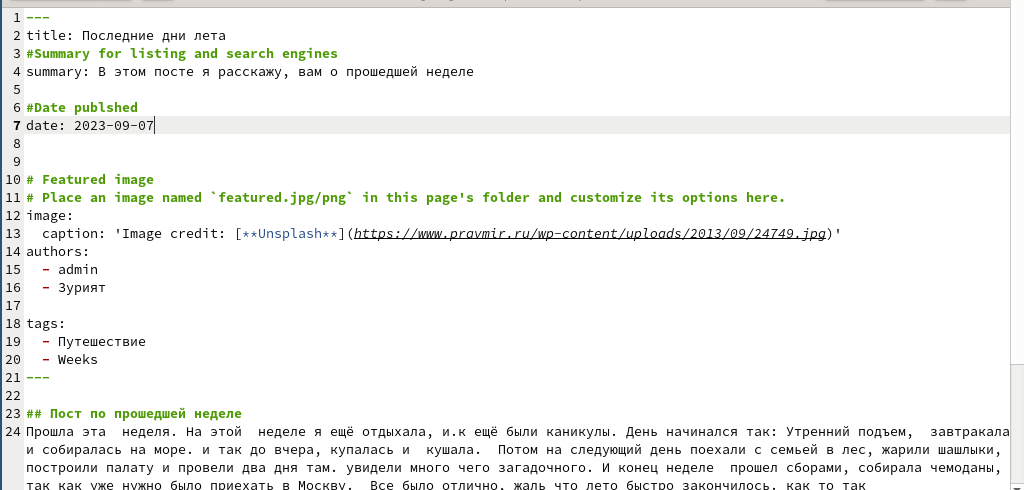 1 ---
2 title: Последние дни лета
3 #Summary for listing and search engines
4 summary: В этом посте я расскажу, вам о прошедшей неделе
5
6 #Date publshed
7 date: 2023-09-07
8
9
10 # Featured image
11 # Place an image named `featured.jpg/png` in this page's folder and customize its options here.
12 image:
13   caption: 'Image credit: [**Unsplash**](https://www.pravmir.ru/wp-content/uploads/2013/09/24749.jpg)'
14 authors:
15   - admin
16   - Зурият
17
18 tags:
19   - Путешествие
20   - Weeks
21 ---
22
23 ## Пост по прошедшей неделе
24 Прошла эта  неделя. На этой  неделе я ещё отдыхала, и.к ещё были каникулы. День начинался так: Утренний подъем,  завтракала
и собиралась на море. и так до вчера, купалась и  кушала.  Потом на следующий день поехали с семьей в лес, жарили шашлыки,
построили палату и провели два дня там. увидели много чего загадочного. И конец неделе  прошел сборами, собирала чемоданы,
так как уже нужно было приехать в Москву.  Все было отлично, жаль что лето быстро закончилось, как то так